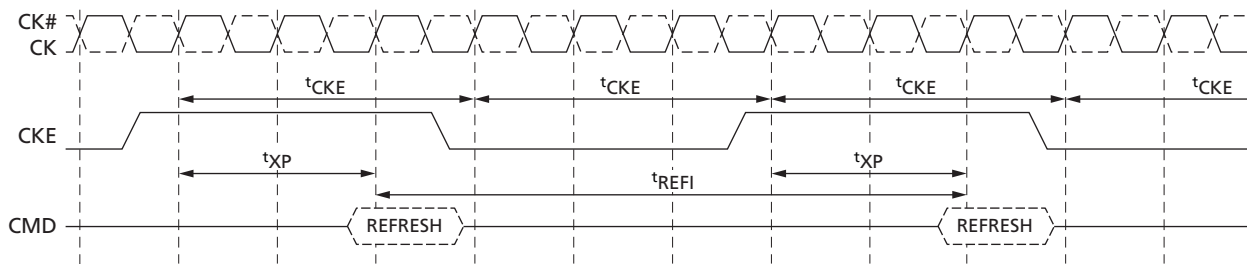 CK#
CK
tCKE tCKE tCKE tCKE
CKE
tXP tXP
tREFI
CMD REFRESH REFRESH